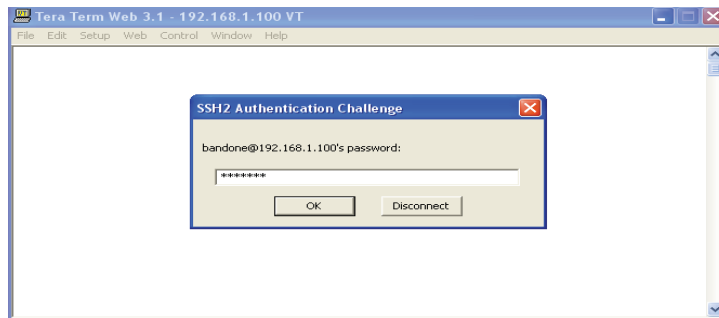 Tera Term Web 3.1 - 192.168.1.100 VT
File Edit Setup Web Control Window Help
SSH2 Authentication Challenge
bandone@192.168.1.100's password:
*******
OK Disconnect